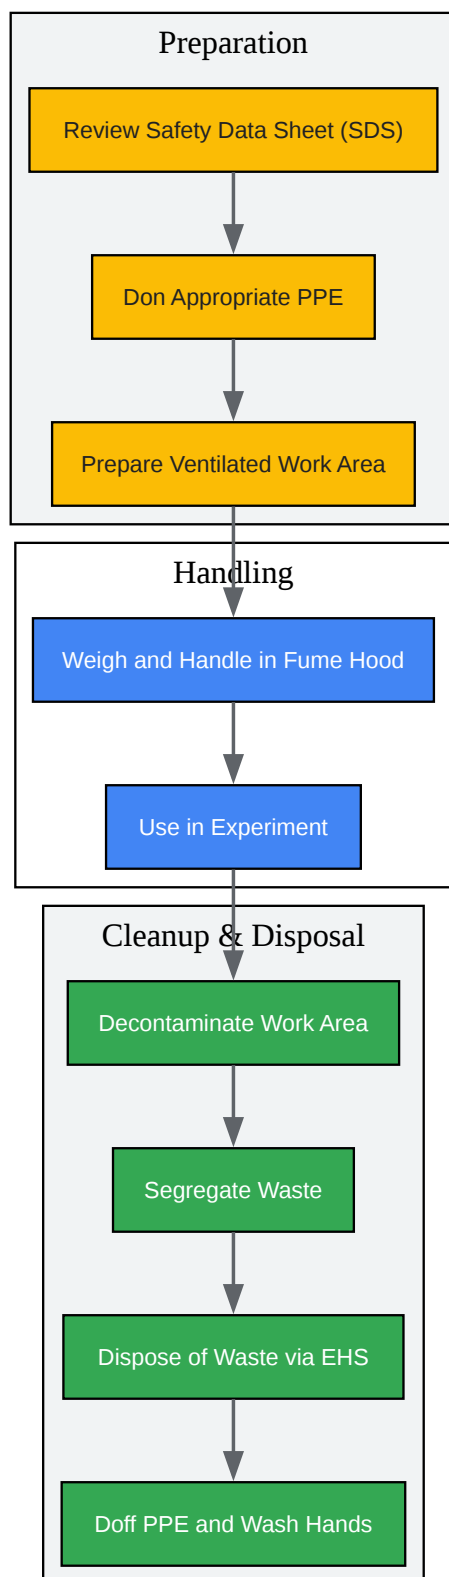 Preparation
Review Safety Data Sheet (SDS)
Don Appropriate PPE
Prepare Ventilated Work Area
Handling
Weigh and Handle in Fume Hood
Use in Experiment
Cleanup & Disposal
Decontaminate Work Area
Segregate Waste
Dispose of Waste via EHS
Doff PPE and Wash Hands